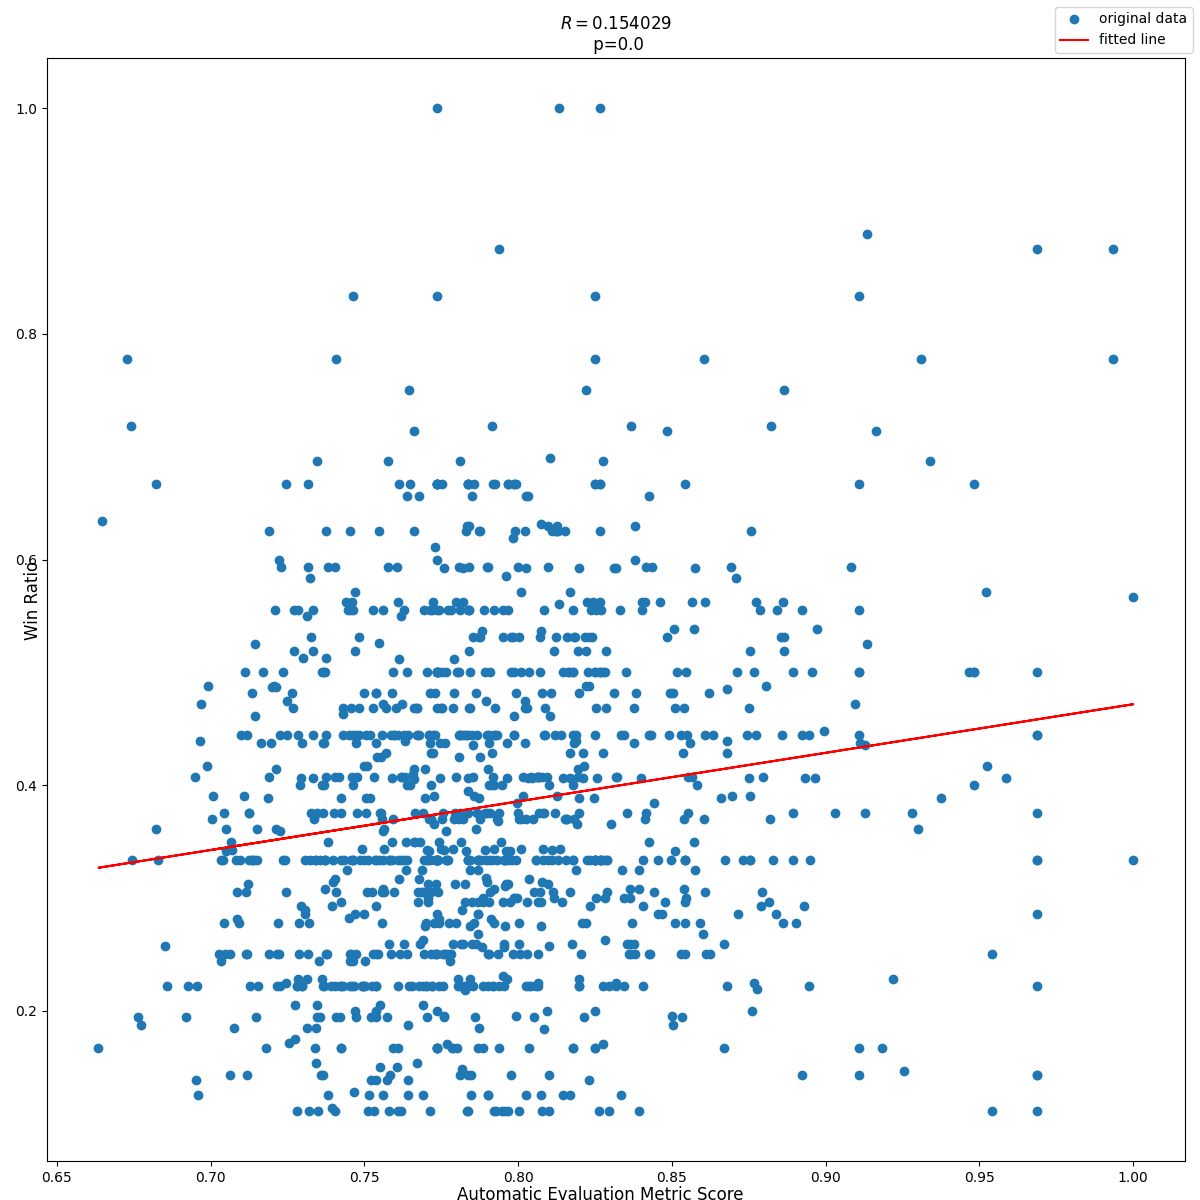 R = 0.154029
p=0.0
original data
fitted line
1.0
0.8
0.6
0.4
0.2
Win Ratio
0.65 0.70 0.75 0.80 0.85 0.90 0.95 1.00
Automatic Evaluation Metric Score